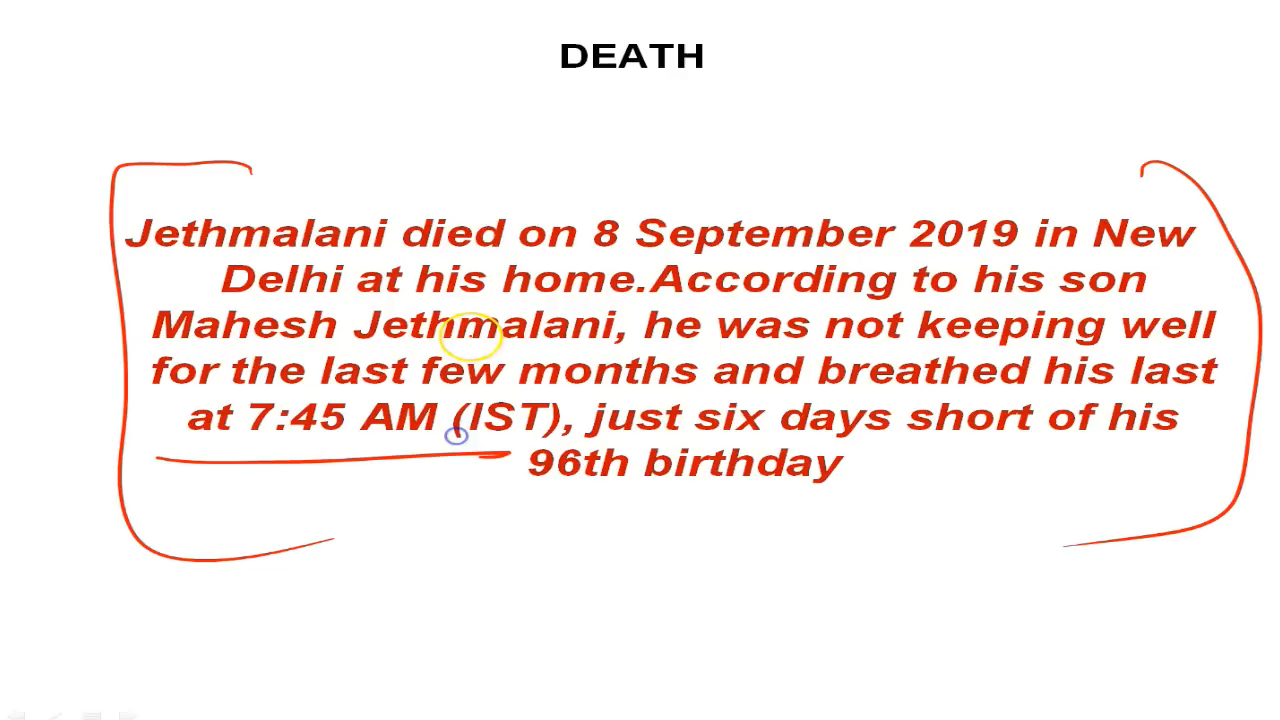 DEATH
Jethmalani died on 8 September 2019 in New
Delhi at his home.According to his son
Mahesh Jethmalani, he was not keeping well
for the last few months and breathed his last
at 7:45 AM (IST), just six days short of his
96th birthday